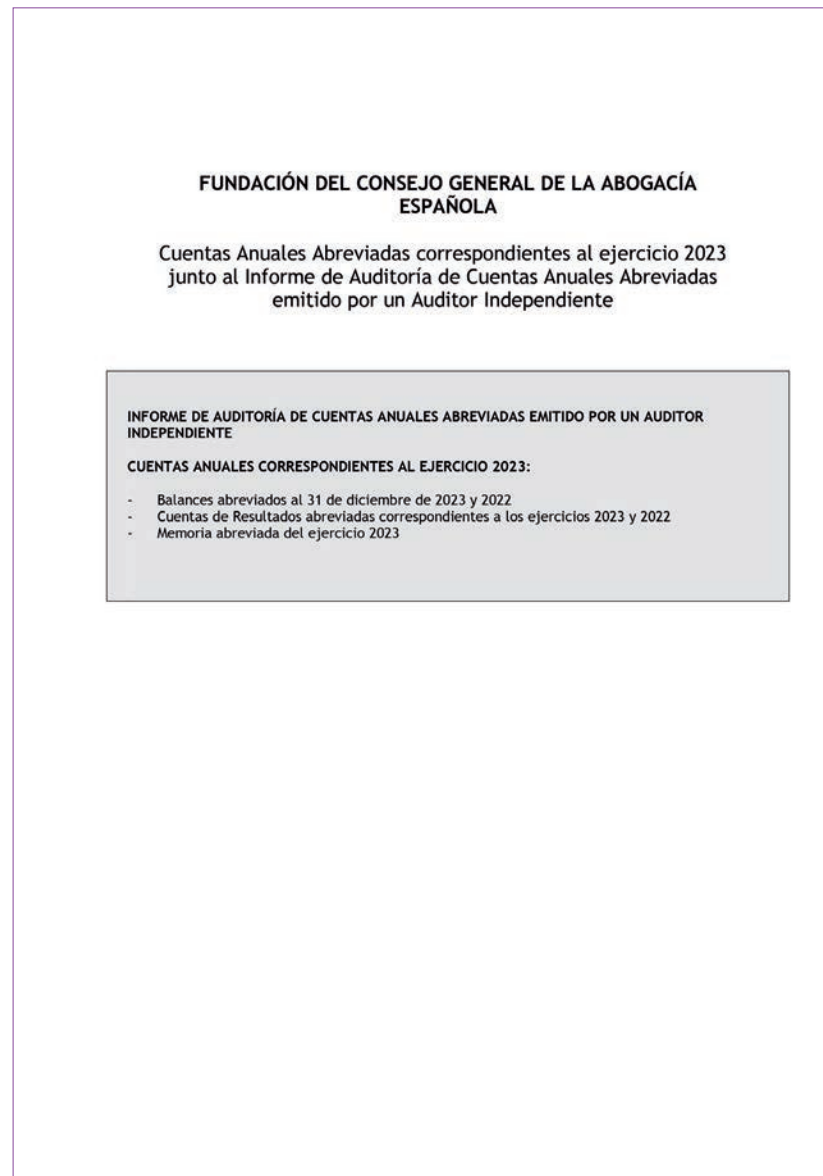 FUNDACIÓN DEL CONSEJO GENERAL DE LA ABOGACÍA
ESPAÑOLA
Cuentas Anuales Abreviadas correspondientes al ejercicio 2023
junto al Informe de Auditoría de Cuentas Anuales Abreviadas
emitido por un Auditor Independiente
INFORME DE AUDITORÍA DE CUENTAS ANUALES ABREVIADAS EMITIDO POR UN AUDITOR
INDEPENDIENTE
CUENTAS ANUALES CORRESPONDIENTES AL EJERCICIO 2023:
- Balances abreviados al 31 de diciembre de 2023 y 2022
- Cuentas de Resultados abreviadas correspondientes a los ejercicios 2023 y 2022
- Memoria abreviada del ejercicio 2023